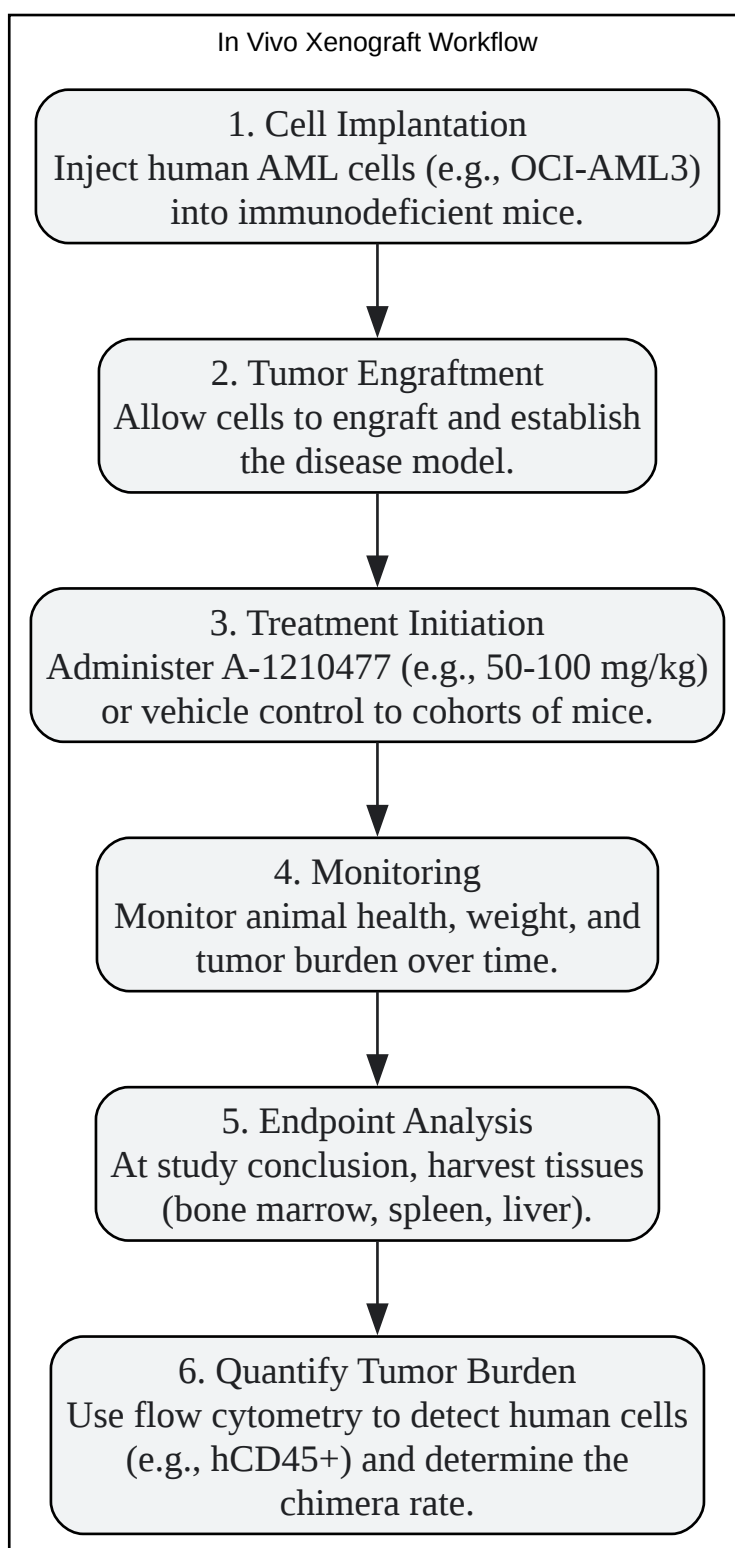 In Vivo Xenograft Workflow
1. Cell Implantation
Inject human AML cells (e.g., OCI-AML3)
into immunodeficient mice.
2. Tumor Engraftment
Allow cells to engraft and establish
the disease model.
3. Treatment Initiation
Administer A-1210477 (e.g., 50-100 mg/kg)
or vehicle control to cohorts of mice.
4. Monitoring
Monitor animal health, weight, and
tumor burden over time.
5. Endpoint Analysis
At study conclusion, harvest tissues
(bone marrow, spleen, liver).
6. Quantify Tumor Burden
Use flow cytometry to detect human cells
(e.g., hCD45+) and determine the
chimera rate.